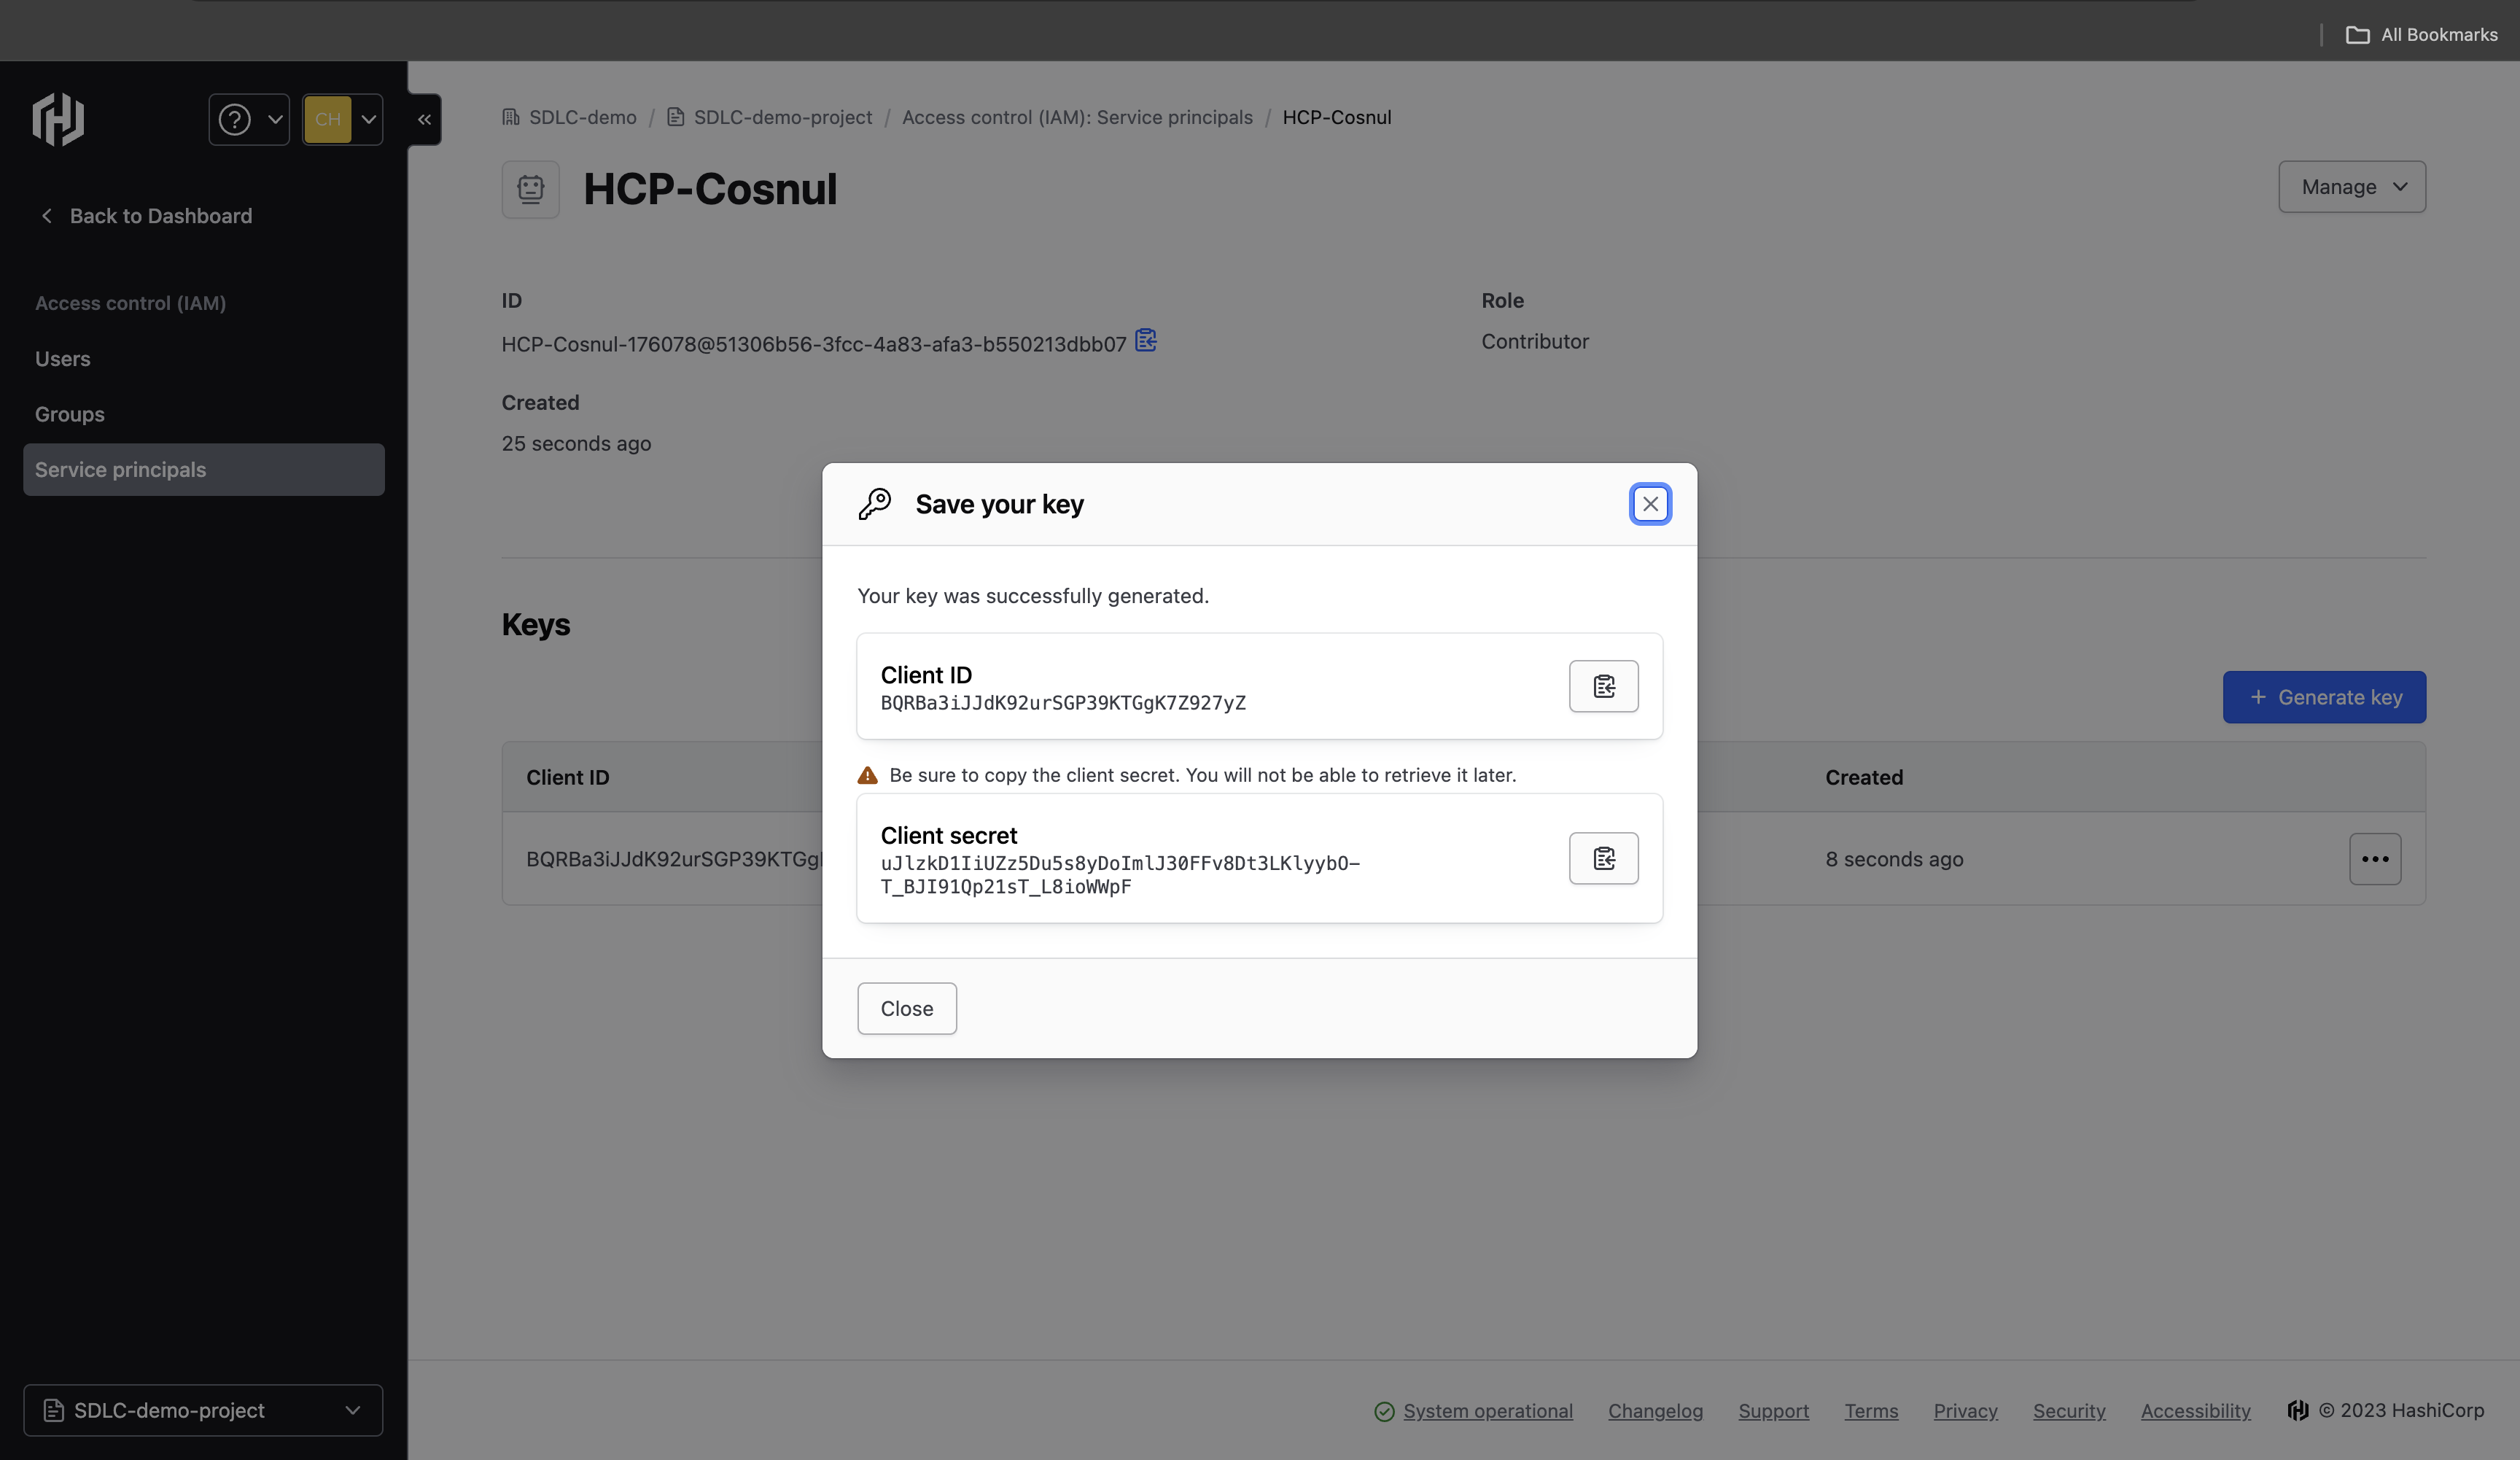 All Bookmarks
CH
SDLC-demo / SDLC-demo-project / Access control (IAM): Service principals / HCP-Cosnul
HCP-Cosnul
Manage
Back to Dashboard
Access control (IAM)
Users
Groups
Service principals
ID
HCP-Cosnul-176078@51306b56-3fcc-4a83-afa3-b550213dbb07
Role
Contributor
Created
25 seconds ago
Save your key
Your key was successfully generated.
Client ID
BQRBa3iJJdK92urSGP39KTGgK7Z927yZ
Be sure to copy the client secret. You will not be able to retrieve it later.
Client secret
uJlzkD1IiUZz5Du5s8yDoImlJ30FFv8Dt3LKlyybO-
T_BJI91Qp21sT_L8ioWWpF
Close
Keys
Generate key
Client ID
Created
BQRBa3iJJdK92urSGP39KTGg
8 seconds ago
SDLC-demo-project
System operational
Changelog
Support
Terms
Privacy
Security
Accessibility
© 2023 HashiCorp